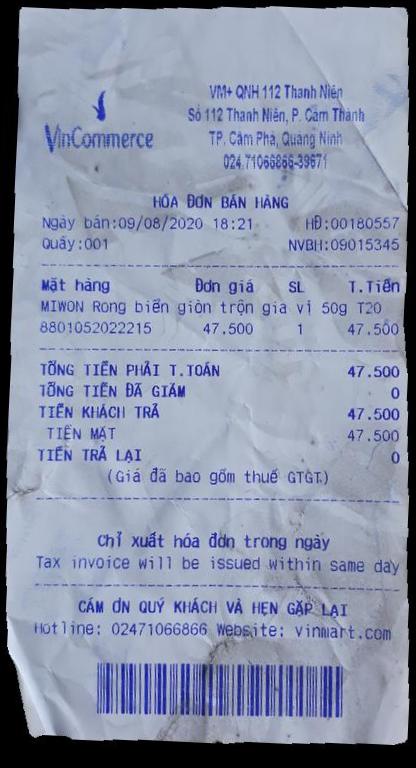 VinCommerce
VM+ QNH 112 Thanh Niên
Số 112 Thanh Niên, P. Cẩm Thành
TP. Cẩm Phả, Quảng Ninh
024.71066866-39671
HÓA ĐƠN BÁN HÀNG
Ngày bán:09/08/2020 18:21 HĐ:00180557
Quầy:001 NVBH:09015345
Mặt hàng Đơn giá SL T.Tiền
MIWON Rong biển giòn trộn gia vị 50g T20
8801052022215 47.500 1 47.500
TỔNG TIỀN PHẢI T.TOÁN 47.500
TỔNG TIỀN ĐÃ GIẢM 0
TIỀN KHÁCH TRẢ 47.500
TIỀN MẶT 47.500
TIỀN TRẢ LẠI 0
(Giá đã bao gồm thuế GTGT)
Chỉ xuất hóa đơn trong ngày
Tax invoice will be issued within same day
CẢM ƠN QUÝ KHÁCH VÀ HẸN GẶP LẠI
Hotline: 02471066866 Website: vinmart.com